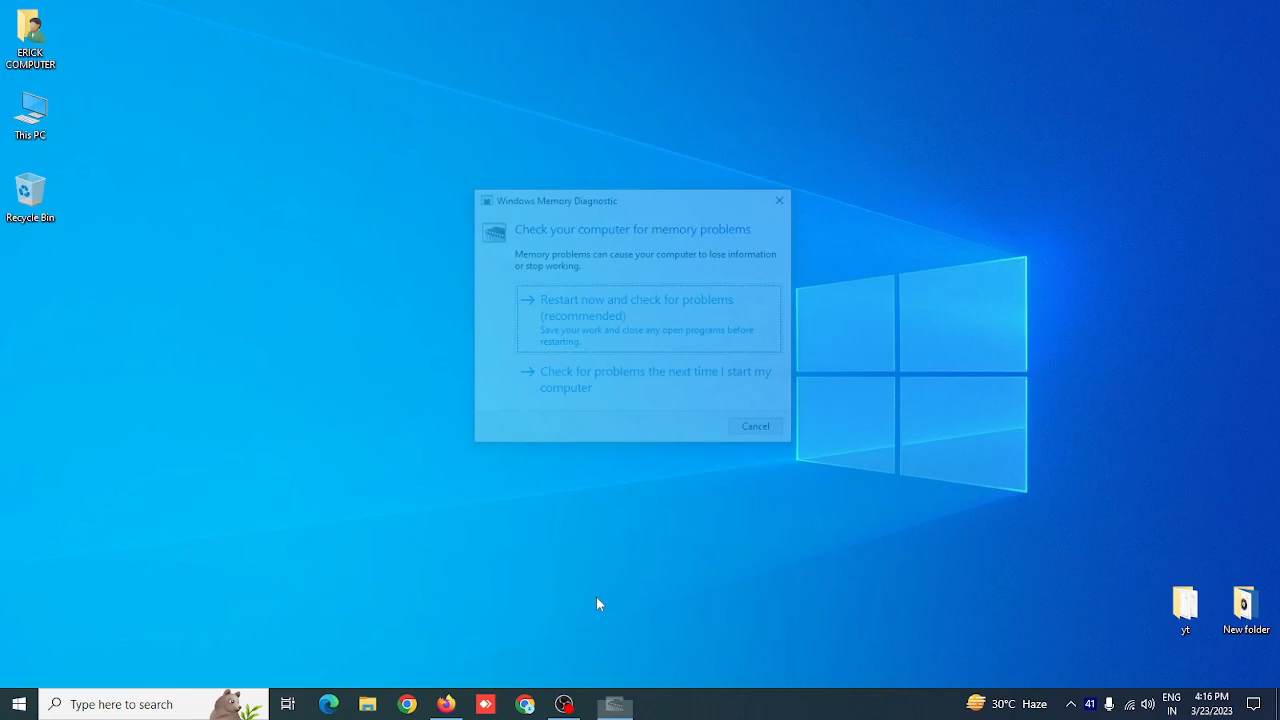 ERICK
COMPUTER
This PC
Recycle Bin
Windows Memory Diagnostic
Check your computer for memory problems
Memory problems can cause your computer to lose information
or stop working.
Restart now and check for problems
(recommended)
Save your work and close any open programs before
restarting.
Check for problems the next time I start my
computer
Cancel
yt
New folder
Type here to search
30°C Haze
41
ENG
IN
4:16 PM
3/23/2023